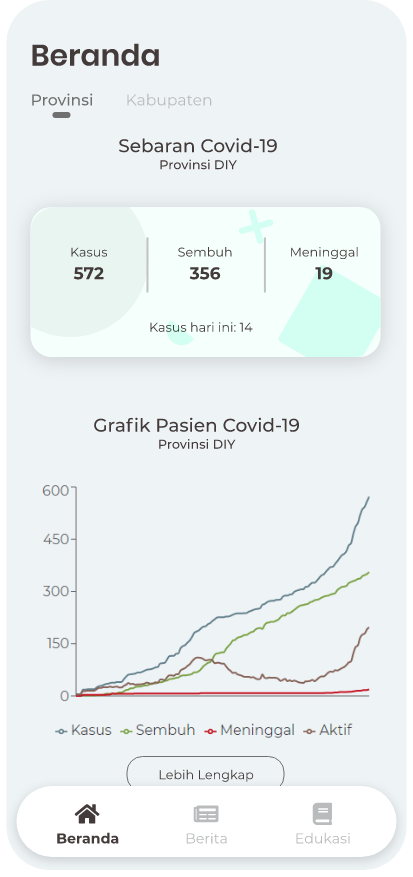 Beranda
Provinsi Kabupaten
Sebaran Covid-19
Provinsi DIY
Kasus Sembuh Meninggal
572 356 19
Kasus hari ini: 14
Grafik Pasien Covid-19
Provinsi DIY
600
450
300
150
0
Kasus Sembuh Meninggal Aktif
Lebih Lengkap
Beranda Berita Edukasi